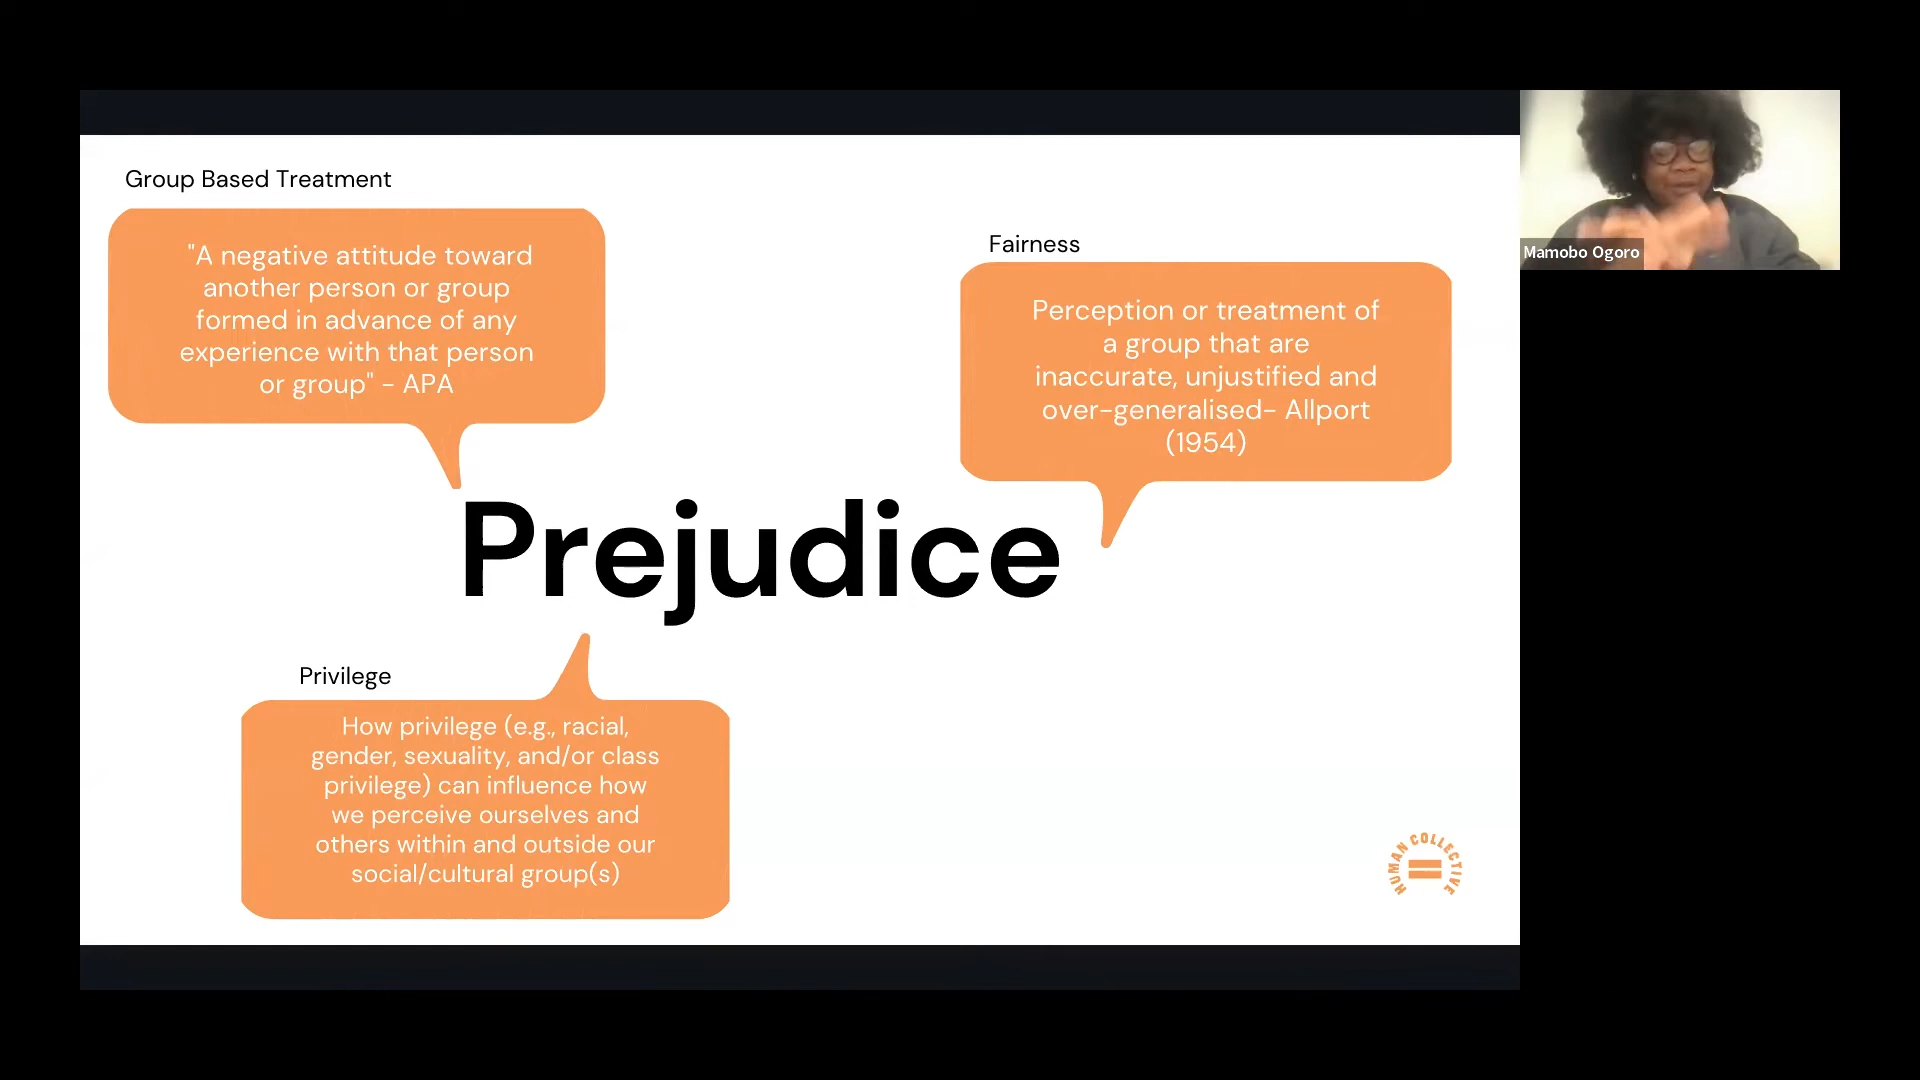 Group Based Treatment
"A negative attitude toward
another person or group
formed in advance of any
experience with that person
or group" - APA
Fairness
Perception or treatment of
a group that are
inaccurate, unjustified and
over-generalised- Allport
(1954)
Mamobo Ogoro
Prejudice
Privilege
How privilege (e.g., racial,
gender, sexuality, and/or class
privilege) can influence how
we perceive ourselves and
others within and outside our
social/cultural group(s)
HUMAN COLLECTIVE